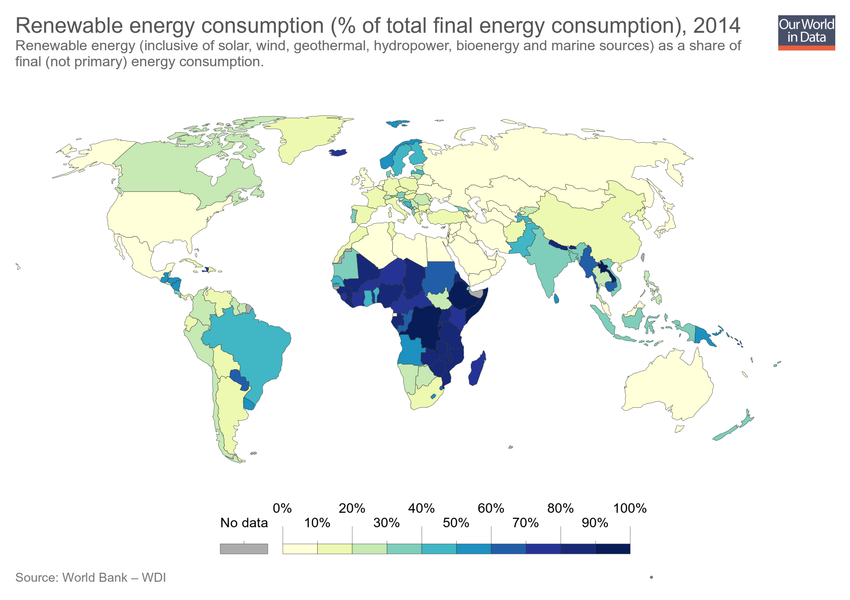 Renewable energy consumption (% of total final energy consumption), 2014
Our World
in Data
Renewable energy (inclusive of solar, wind, geothermal, hydropower, bioenergy and marine sources) as a share of
final (not primary) energy consumption.
0% 20% 40% 60% 80% 100%
No data 10% 30% 50% 70% 90%
Source: World Bank – WDI